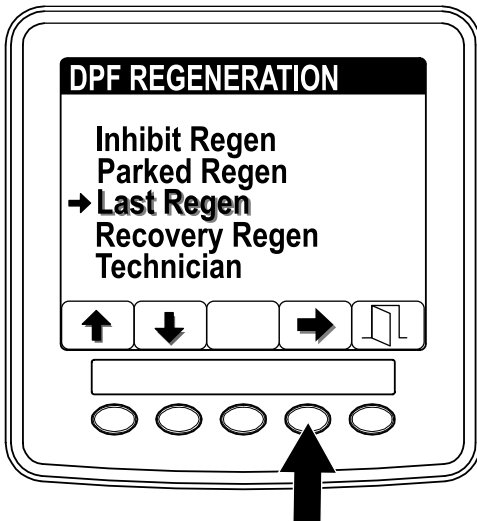 DPF REGENERATION
Inhibit Regen
Parked Regen
Last Regen
Recovery Regen
Technician